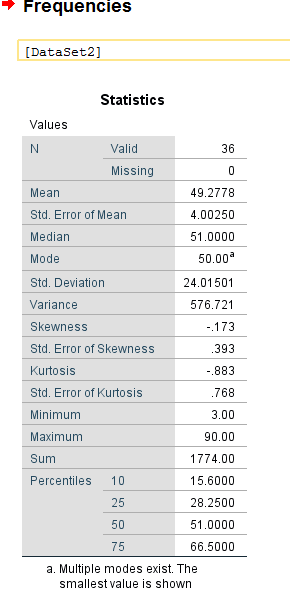 Frequencies
[DataSet2]
Statistics
Values
N Valid 36
Missing 0
Mean 49.2778
Std. Error of Mean 4.00250
Median 51.0000
Mode 50.00a
Std. Deviation 24.01501
Variance 576.721
Skewness -.173
Std. Error of Skewness .393
Kurtosis -.883
Std. Error of Kurtosis .768
Minimum 3.00
Maximum 90.00
Sum 1774.00
Percentiles 10 15.6000
25 28.2500
50 51.0000
75 66.5000
a. Multiple modes exist. The
smallest value is shown